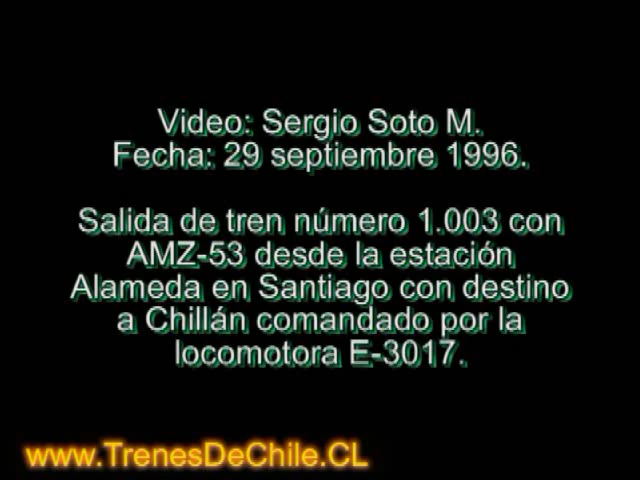 Video: Sergio Soto M.
Fecha: 29 septiembre 1996.
Salida de tren número 1.003 con
AMZ-53 desde la estación
Alameda en Santiago con destino
a Chillán comandado por la
locomotora E-3017.
www.TrenesDeChile.CL